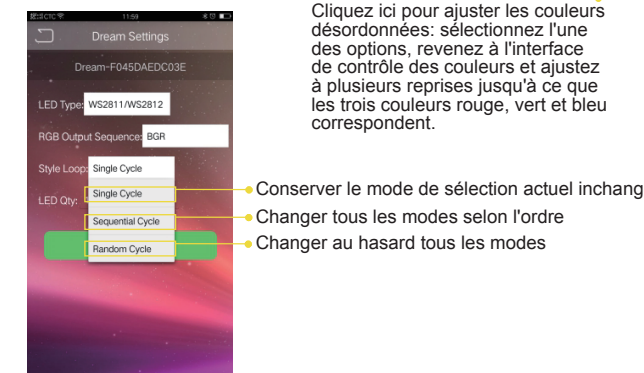 CTC 11:59
Dream Settings
Dream-F045DAEDC03E
LED Type: WS2811/WS2812
RGB Output Sequence: BGR
Style Loop: Single Cycle
Single Cycle
LED Qty:
Sequential Cycle
Random Cycle
Cliquez ici pour ajuster les couleurs
désordonnées: sélectionnez l'une
des options, revenez à l'interface
de contrôle des couleurs et ajustez
à plusieurs reprises jusqu'à ce que
les trois couleurs rouge, vert et bleu
correspondent.
Conserver le mode de sélection actuel inchang
Changer tous les modes selon l'ordre
Changer au hasard tous les modes